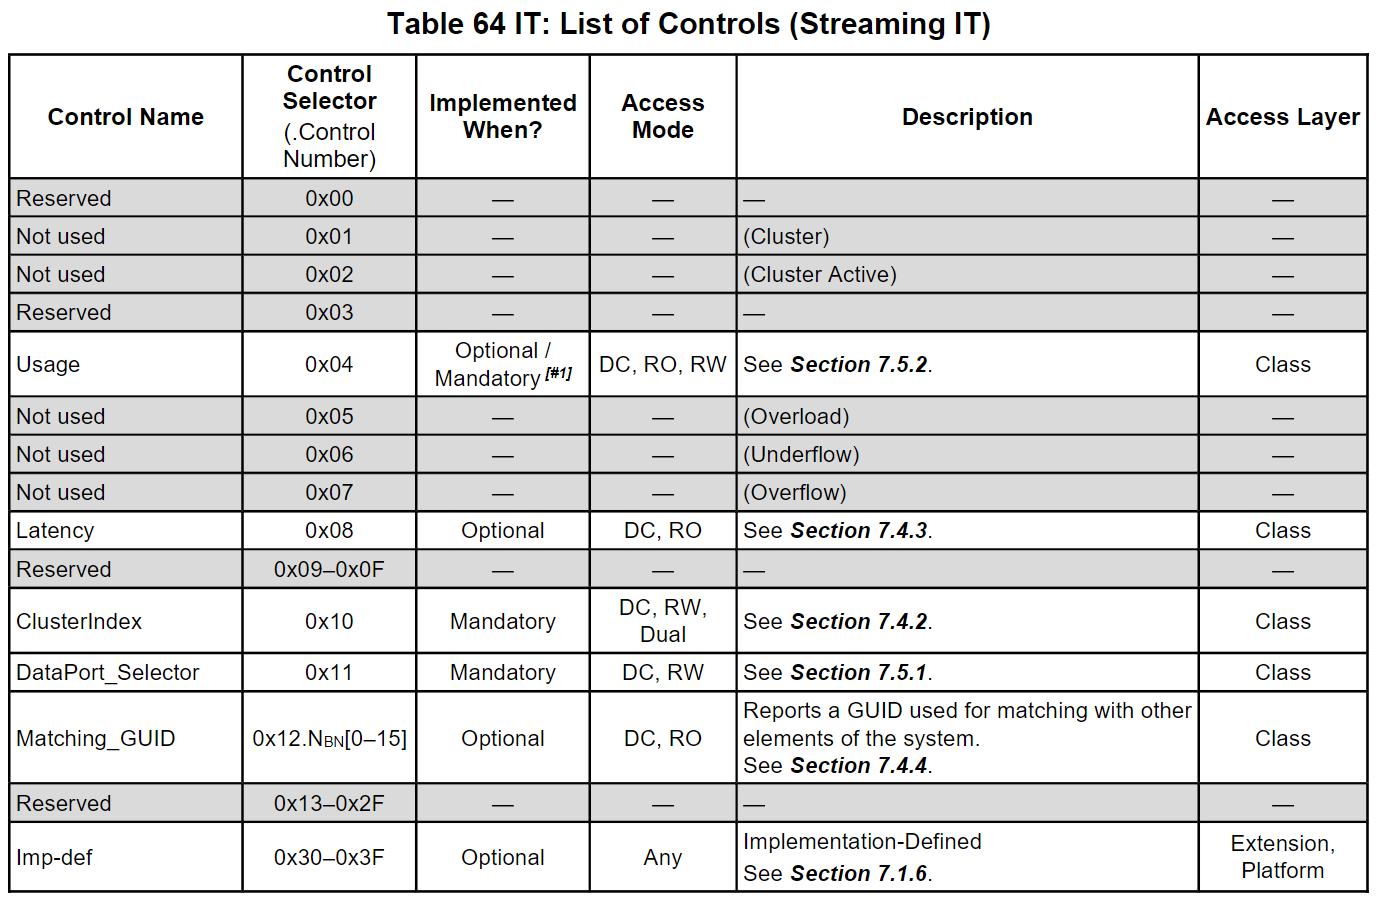 Table 64 IT: List of Controls (Streaming IT)
Control Name | Control Selector (.Control Number) | Implemented When? | Access Mode | Description | Access Layer
Reserved | 0x00 | — | — | — | —
Not used | 0x01 | — | — | (Cluster) | —
Not used | 0x02 | — | — | (Cluster Active) | —
Reserved | 0x03 | — | — | — | —
Usage | 0x04 | Optional / Mandatory [#1] | DC, RO, RW | See Section 7.5.2. | Class
Not used | 0x05 | — | — | (Overload) | —
Not used | 0x06 | — | — | (Underflow) | —
Not used | 0x07 | — | — | (Overflow) | —
Latency | 0x08 | Optional | DC, RO | See Section 7.4.3. | Class
Reserved | 0x09–0x0F | — | — | — | —
ClusterIndex | 0x10 | Mandatory | DC, RW, Dual | See Section 7.4.2. | Class
DataPort_Selector | 0x11 | Mandatory | DC, RW | See Section 7.5.1. | Class
Matching_GUID | 0x12.NBN[0–15] | Optional | DC, RO | Reports a GUID used for matching with other elements of the system. See Section 7.4.4. | Class
Reserved | 0x13–0x2F | — | — | — | —
Imp-def | 0x30–0x3F | Optional | Any | Implementation-Defined See Section 7.1.6. | Extension, Platform